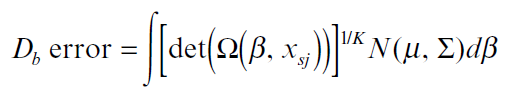 D_b error = ∫[det(Ω(β, x_sj))]^{1/K} N(μ, Σ)dβ